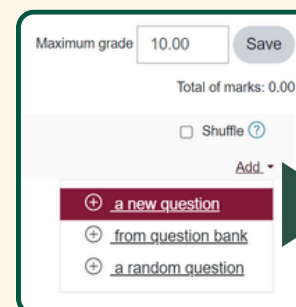 Maximum grade 10.00 Save
Total of marks: 0.00
Shuffle
Add
a new question
from question bank
a random question